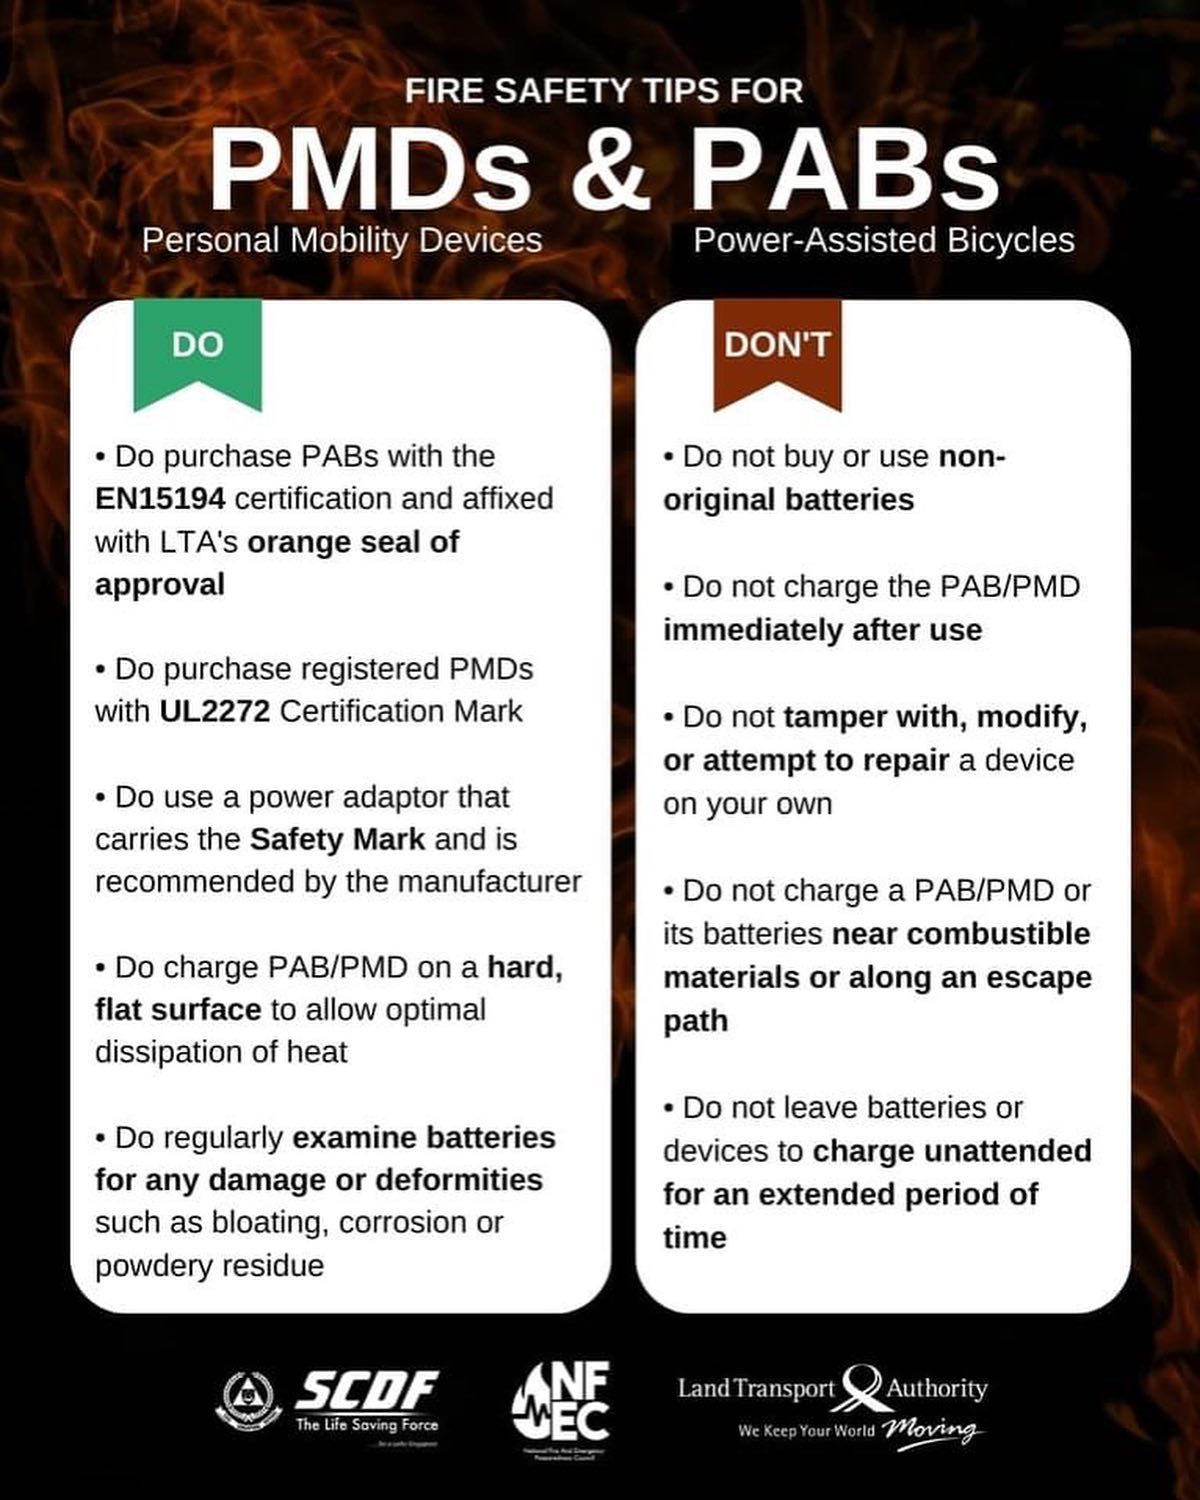 FIRE SAFETY TIPS FOR
PMDs & PABs
Personal Mobility Devices
Power-Assisted Bicycles
DO
• Do purchase PABs with the
EN15194 certification and affixed
with LTA's orange seal of
approval
• Do purchase registered PMDs
with UL2272 Certification Mark
• Do use a power adaptor that
carries the Safety Mark and is
recommended by the manufacturer
• Do charge PAB/PMD on a hard,
flat surface to allow optimal
dissipation of heat
• Do regularly examine batteries
for any damage or deformities
such as bloating, corrosion or
powdery residue
DON'T
• Do not buy or use non-
original batteries
• Do not charge the PAB/PMD
immediately after use
• Do not tamper with, modify,
or attempt to repair a device
on your own
• Do not charge a PAB/PMD or
its batteries near combustible
materials or along an escape
path
• Do not leave batteries or
devices to charge unattended
for an extended period of
time
SCDF
The Life Saving Force
NF
EC
National Fire And Emergency
Preparedness Council
Land Transport Authority
We Keep Your World Moving